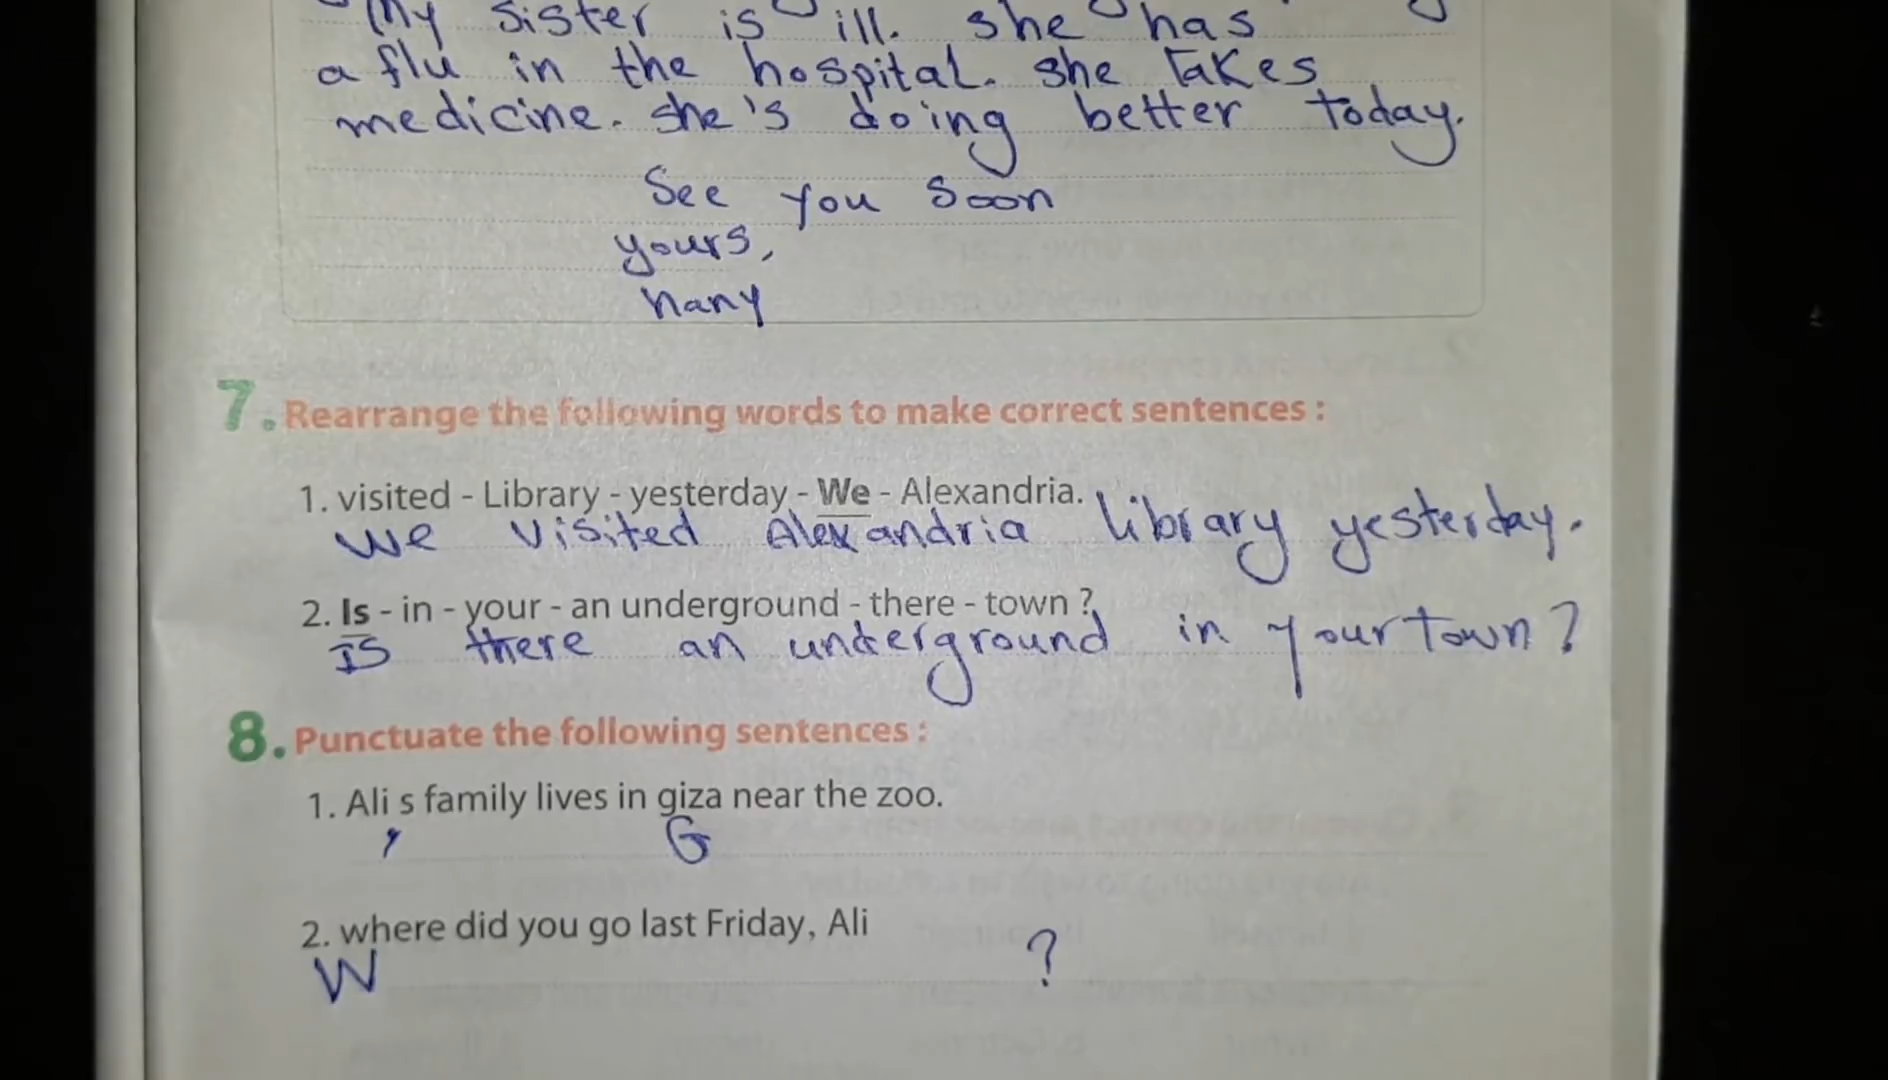 My sister is ill. she has
a flu in the hospital. she takes
medicine. she's doing better today.
See you soon
yours,
hany
7. Rearrange the following words to make correct sentences :
1. visited - Library - yesterday - We - Alexandria.
we visited Alexandria library yesterday.
2. Is - in - your - an underground - there - town ?
Is there an underground in your town?
8. Punctuate the following sentences :
1. Ali s family lives in giza near the zoo.
, G
2. where did you go last Friday, Ali
W ?